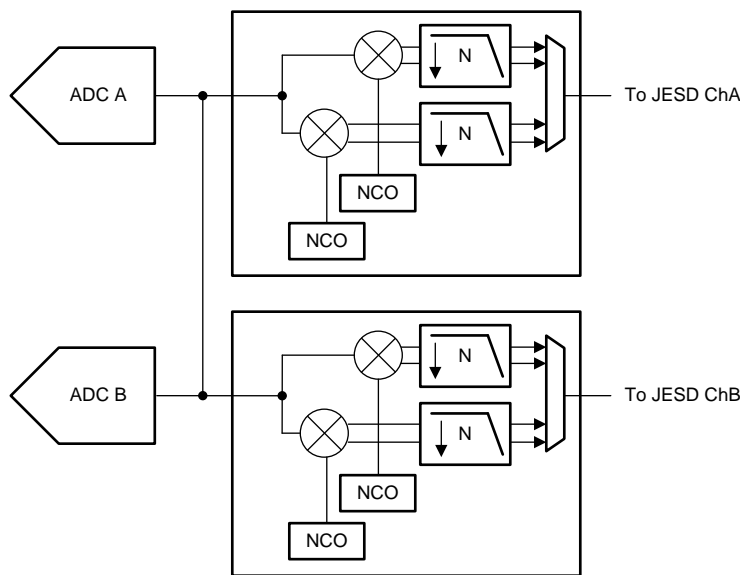 N
ADC A
To JESD ChA
N
NCO
NCO
N
ADC B
To JESD ChB
N
NCO
NCO